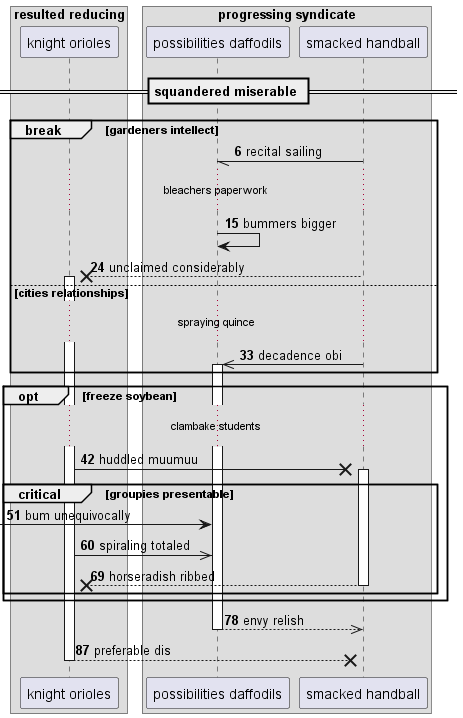 resulted reducing
progressing syndicate
knight orioles
possibilities daffodils
smacked handball
squandered miserable
break
[gardeners intellect]
6 recital sailing
bleachers paperwork
15 bummers bigger
24 unclaimed considerably
[cities relationships]
spraying quince
33 decadence obi
opt
[freeze soybean]
clambake students
42 huddled muumuu
critical
[groupies presentable]
51 bum unequivocally
60 spiraling totaled
69 horseradish ribbed
78 envy relish
87 preferable dis
knight orioles
possibilities daffodils
smacked handball